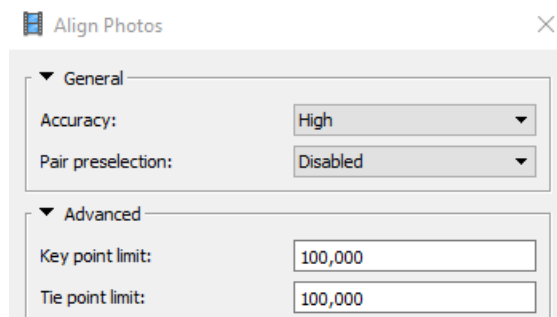 Align Photos
General
Accuracy: High
Pair preselection: Disabled
Advanced
Key point limit: 100,000
Tie point limit: 100,000